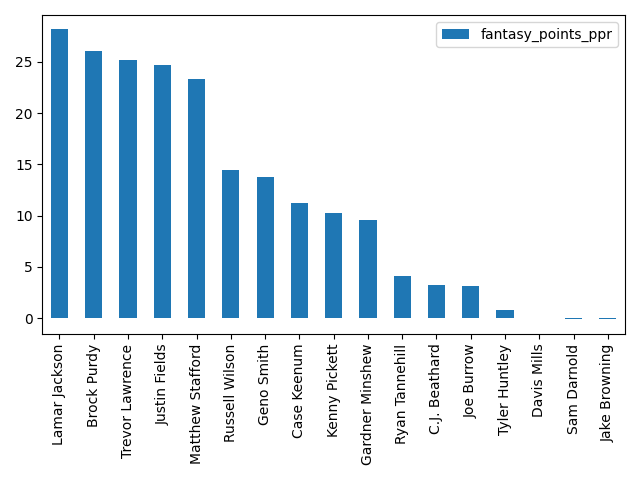 fantasy_points_ppr
25
20
15
10
5
0
Lamar Jackson
Brock Purdy
Trevor Lawrence
Justin Fields
Matthew Stafford
Russell Wilson
Geno Smith
Case Keenum
Kenny Pickett
Gardner Minshew
Ryan Tannehill
C.J. Beathard
Joe Burrow
Tyler Huntley
Davis Mills
Sam Darnold
Jake Browning